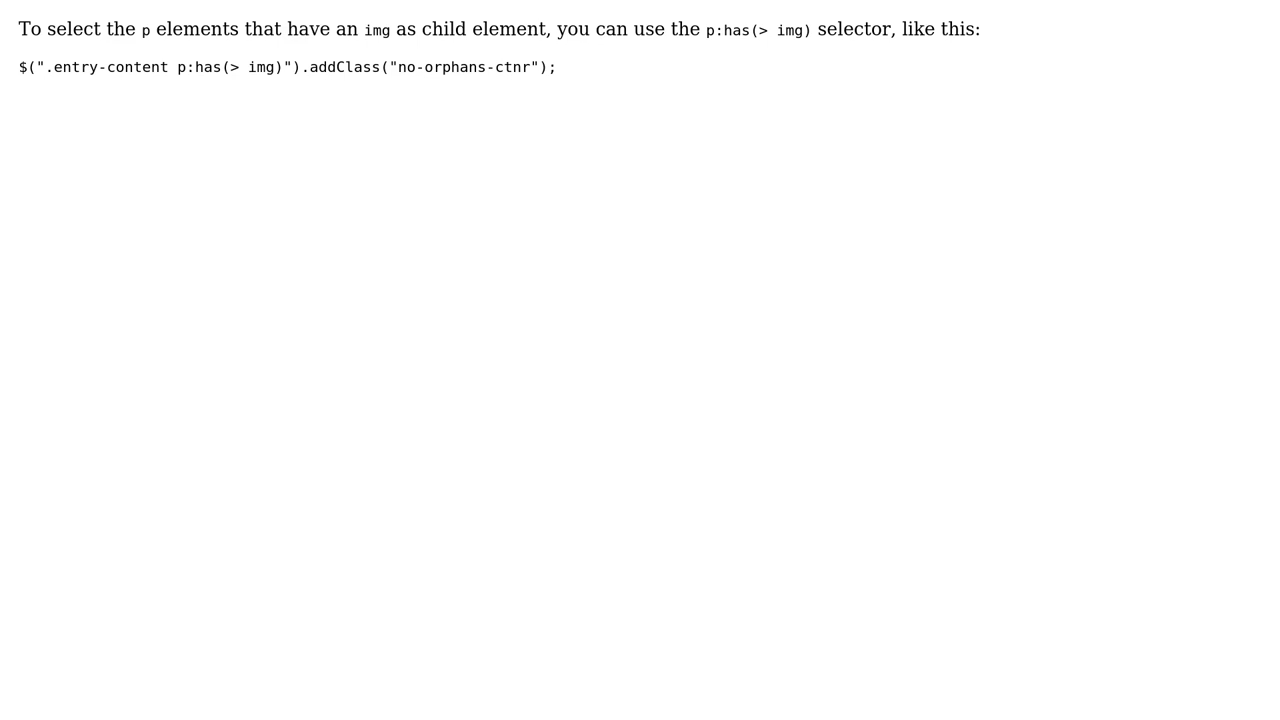 To select the p elements that have an img as child element, you can use the p:has(> img) selector, like this:
$(".entry-content p:has(> img)").addClass("no-orphans-ctnr");